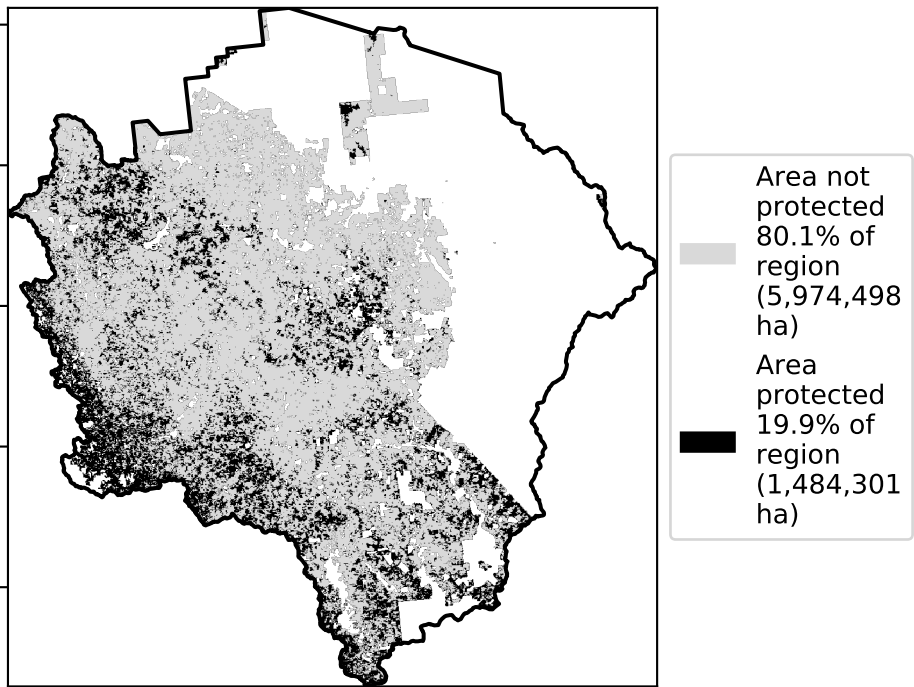 Area not
protected
80.1% of
region
(5,974,498
ha)
Area
protected
19.9% of
region
(1,484,301
ha)